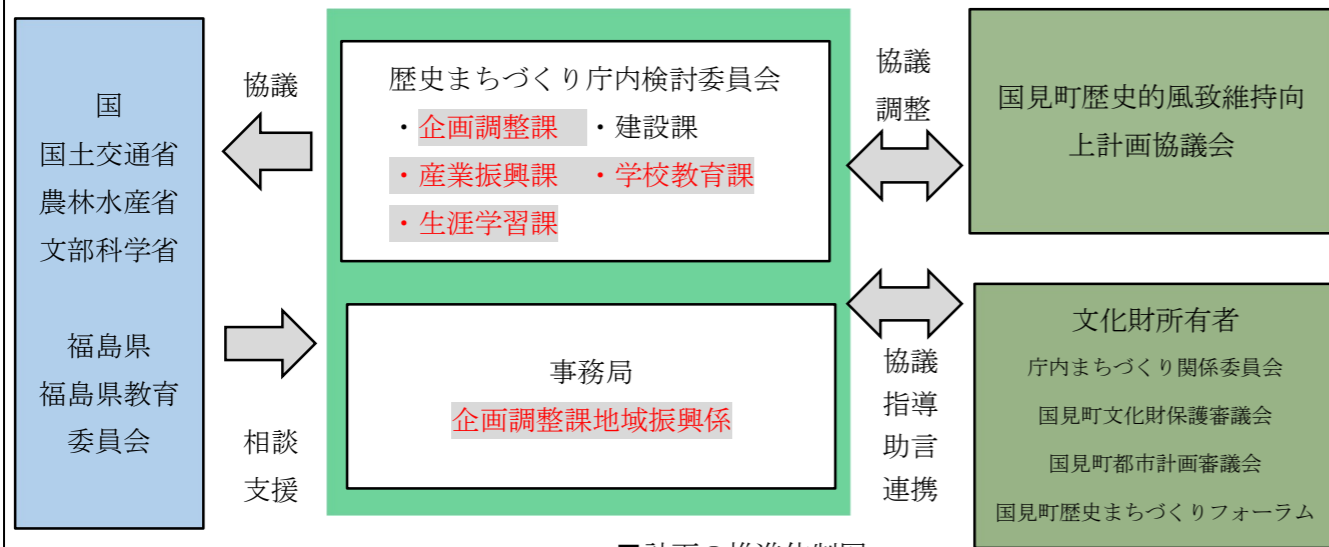 国
国土交通省
農林水産省
文部科学省
福島県
福島県教育
委員会
協議
相談
支援
歴史まちづくり庁内検討委員会
・企画調整課 ・建設課
・産業振興課 ・学校教育課
・生涯学習課
事務局
企画調整課地域振興係
協議
調整
協議
指導
助言
連携
国見町歴史的風致維持向
上計画協議会
文化財所有者
庁内まちづくり関係委員会
国見町文化財保護審議会
国見町都市計画審議会
国見町歴史まちづくりフォーラム